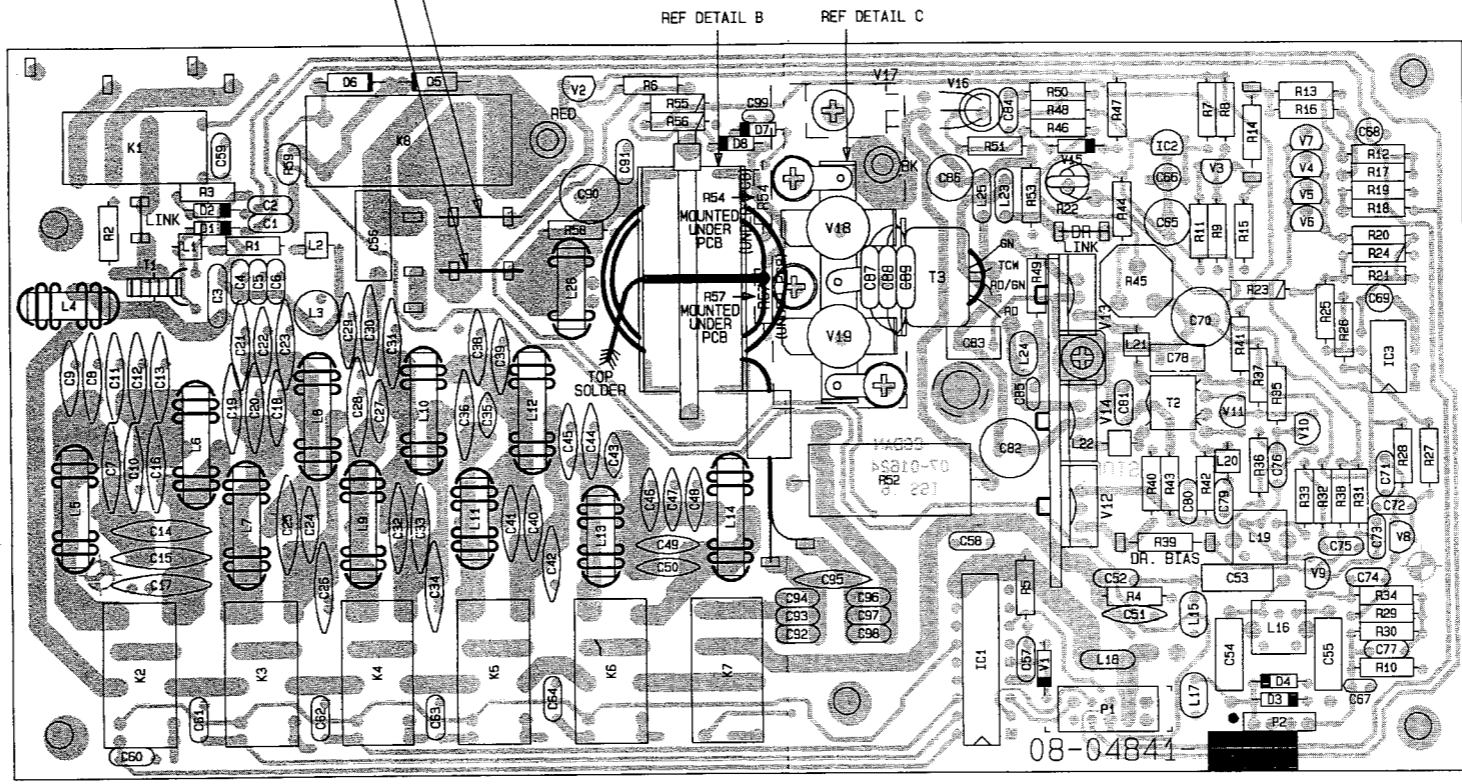 REF DETAIL B
REF DETAIL C
D6
D5
V2
R6
R55
R56
C99
D7
D8
V17
V16
C84
R50
R48
R46
R47
R7
R8
R14
R13
R16
RED
K1
C59
R59
K8
C91
C90
BK
C86
R51
V15
IC2
V7
C68
R12
R3
LINK
D2
D1
C2
C1
R2
L1
R1
L2
C56
R58
R54
MOUNTED
UNDER
PCB
R54
V18
L25
L23
R53
R22
R44
C66
V3
V4
R17
V5
R19
V6
R18
C85
DR
LINK
R11
R9
R15
R20
R24
R21
T1
L4
C3
C4
C5
C6
L3
L26
R57
MOUNTED
UNDER
PCB
C87
C88
C89
T3
GN
TCW
RD/GN
RD
R49
R45
R23
C69
R25
R26
IC3
C21
C22
C23
C29
C30
C31
C38
C39
V19
C83
L24
V13
C70
L21
C78
R41
R37
R35
C9
C8
C11
C12
C13
L6
C19
C20
C18
L8
C28
C27
L10
C36
C35
L12
TOP
SOLDER
V14
C81
T2
V11
V10
C7
C10
C16
L5
C45
C44
C43
C82
L22
CODAN
07-01624
ISS 6
R52
L20
R36
C76
C71
R28
R27
C14
C15
C17
L7
C25
C24
L9
C32
C33
L11
C41
C40
L13
C46
C47
C48
L14
V12
R40
R43
C80
R42
C79
R33
R32
R38
R31
C72
C26
C34
C42
C49
C50
C58
R39
DR. BIAS
L19
C75
C73
V8
C95
C94
C93
C92
C96
C97
C98
R5
C52
R4
C51
C53
V9
C74
R34
R29
R30
K2
K3
K4
K5
K6
K7
IC1
C57
V1
L18
L15
L16
C54
C55
C77
R10
L17
D4
D3
C67
C61
C62
C63
C64
P1
P2
C60
08-04841